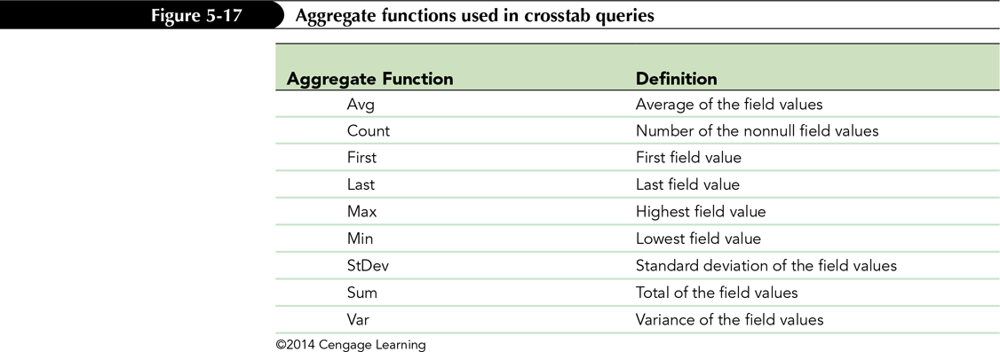 Figure 5-17 Aggregate functions used in crosstab queries
Aggregate Function Definition
Avg Average of the field values
Count Number of the nonnull field values
First First field value
Last Last field value
Max Highest field value
Min Lowest field value
StDev Standard deviation of the field values
Sum Total of the field values
Var Variance of the field values
©2014 Cengage Learning